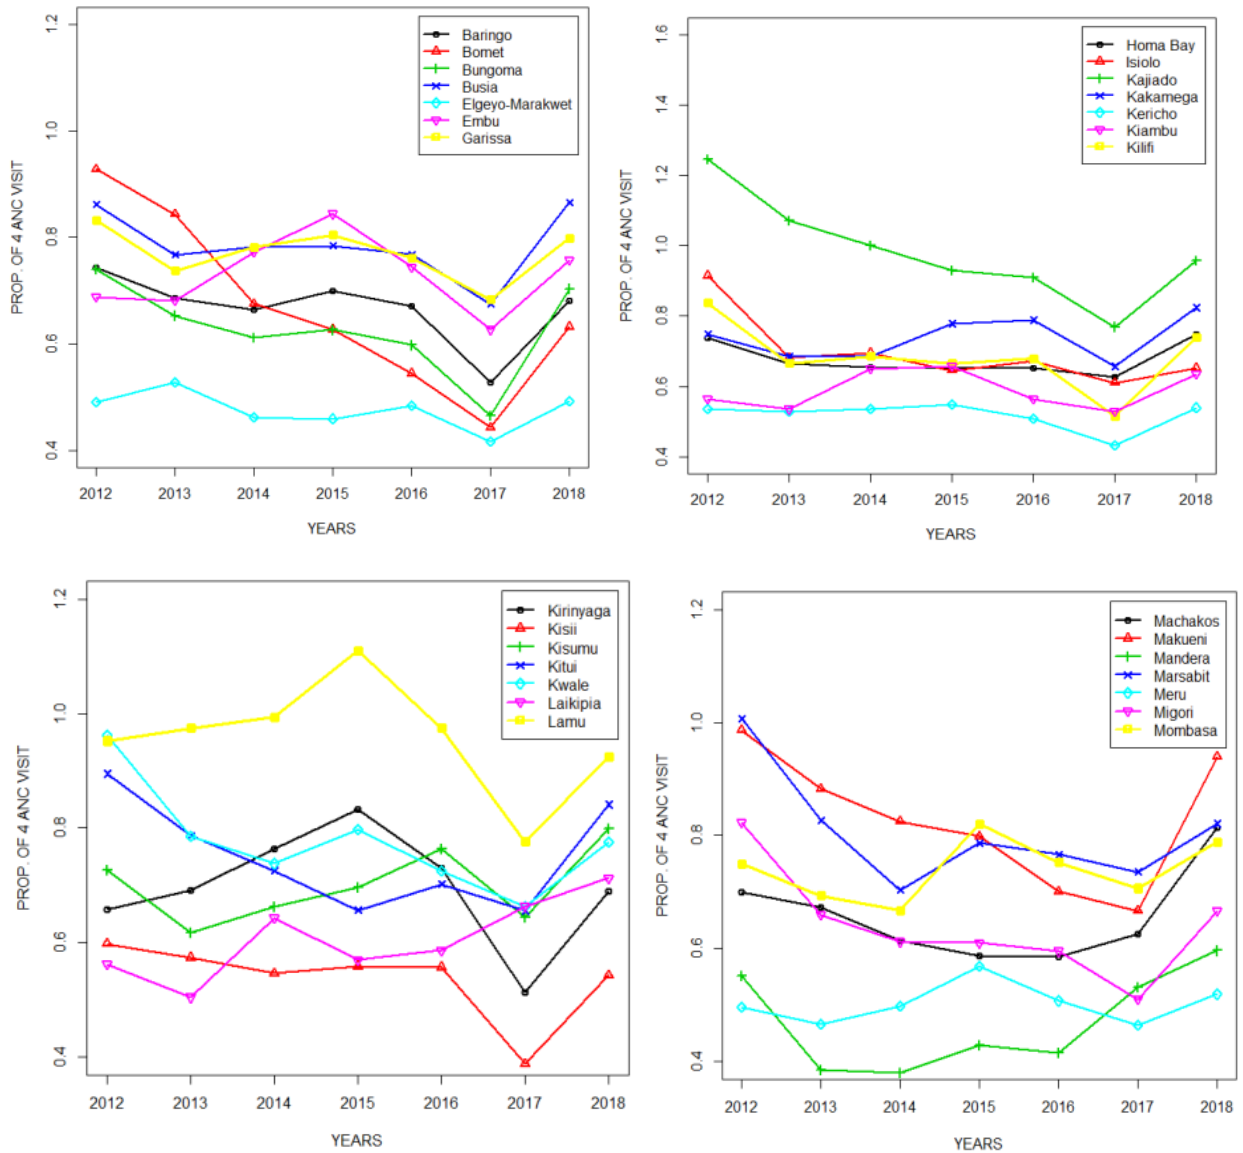 PROP. OF 4 ANC VISIT
1.2
1.0
0.8
0.6
0.4
Baringo
Bomet
Bungoma
Busia
Elgeyo-Marakwet
Embu
Garissa
2012 2013 2014 2015 2016 2017 2018
YEARS
PROP. OF 4 ANC VISIT
1.6
1.4
1.2
1.0
0.8
0.6
0.4
Homa Bay
Isiolo
Kajiado
Kakamega
Kericho
Kiambu
Kilifi
2012 2013 2014 2015 2016 2017 2018
YEARS
PROP. OF 4 ANC VISIT
1.2
1.0
0.8
0.6
0.4
Kirinyaga
Kisii
Kisumu
Kitui
Kwale
Laikipia
Lamu
2012 2013 2014 2015 2016 2017 2018
YEARS
PROP. OF 4 ANC VISIT
1.2
1.0
0.8
0.6
0.4
Machakos
Makueni
Mandera
Marsabit
Meru
Migori
Mombasa
2012 2013 2014 2015 2016 2017 2018
YEARS